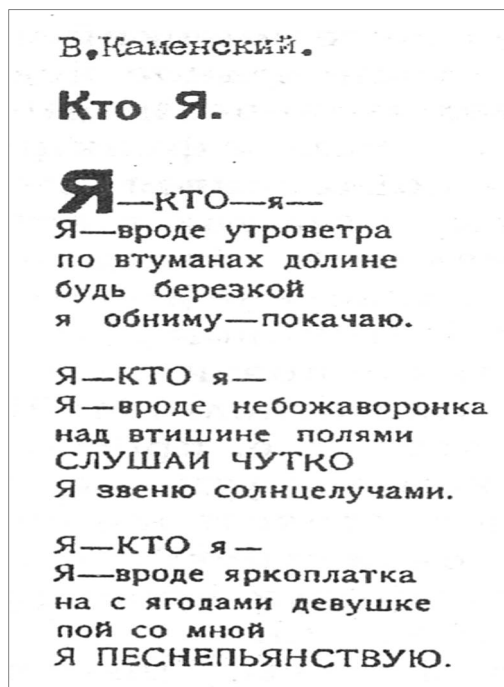 В.Каменский.
Кто Я.
Я—КТО—я—
Я—вроде утроветра
по втуманах долине
будь березкой
я обниму—покачаю.
Я—КТО я—
Я—вроде небожаворонка
над втишине полями
СЛУШАИ ЧУТКО
Я звеню солнцелучами.
Я—КТО я—
Я—вроде яркоплатка
на с ягодами девушке
пой со мной
Я ПЕСНЕПЬЯНСТВУЮ.